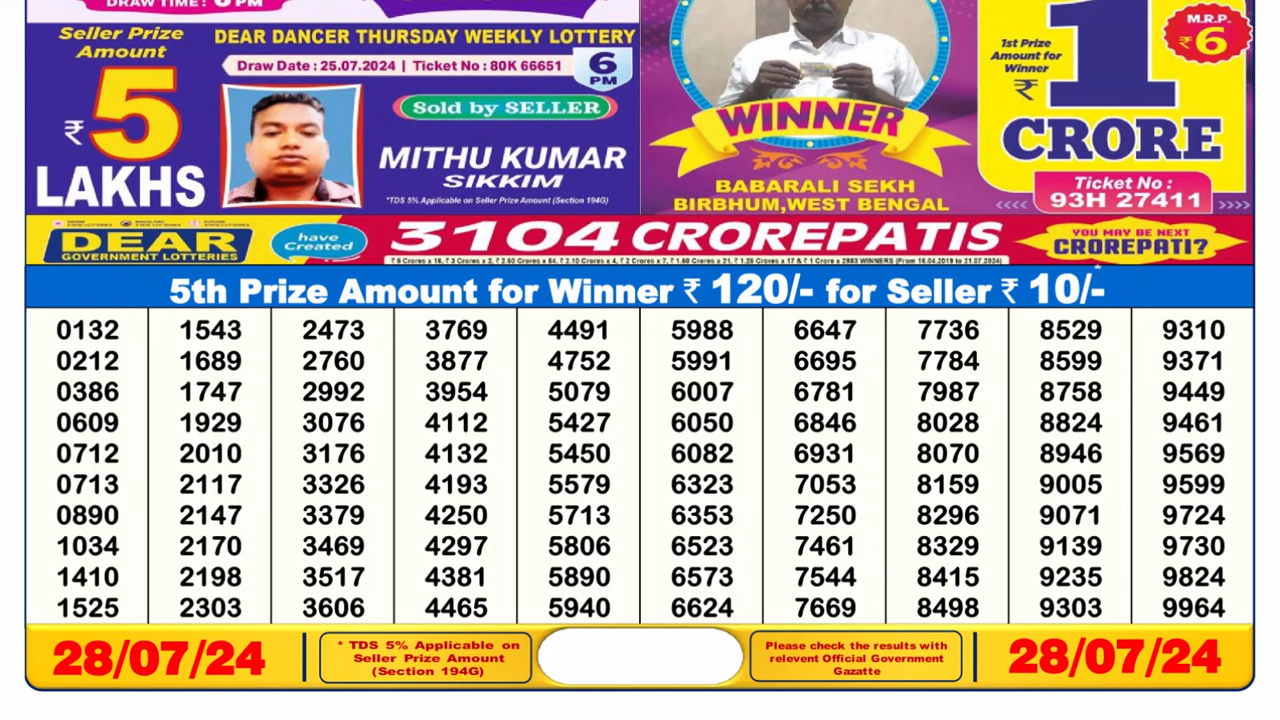 DRAW TIME: 6 PM
Seller Prize
Amount
₹5
LAKHS
DEAR DANCER THURSDAY WEEKLY LOTTERY
Draw Date : 25.07.2024 | Ticket No : 80K 66651
6
PM
Sold by SELLER
MITHU KUMAR
SIKKIM
*TDS 5% Applicable on Seller Prize Amount (Section 194G)
WINNER
BABARALI SEKH
BIRBHUM,WEST BENGAL
1st Prize
Amount for
Winner
₹
1
CRORE
M.R.P.
₹6
Ticket No :
<<<< 93H 27411 >>>>
DEAR
GOVERNMENT LOTTERIES
have
Created
3104 CROREPATIS
YOU MAY BE NEXT
CROREPATI?
5th Prize Amount for Winner ₹ 120/- for Seller ₹ 10/-*
0132 1543 2473 3769 4491 5988 6647 7736 8529 9310
0212 1689 2760 3877 4752 5991 6695 7784 8599 9371
0386 1747 2992 3954 5079 6007 6781 7987 8758 9449
0609 1929 3076 4112 5427 6050 6846 8028 8824 9461
0712 2010 3176 4132 5450 6082 6931 8070 8946 9569
0713 2117 3326 4193 5579 6323 7053 8159 9005 9599
0890 2147 3379 4250 5713 6353 7250 8296 9071 9724
1034 2170 3469 4297 5806 6523 7461 8329 9139 9730
1410 2198 3517 4381 5890 6573 7544 8415 9235 9824
1525 2303 3606 4465 5940 6624 7669 8498 9303 9964
28/07/24
* TDS 5% Applicable on
Seller Prize Amount
(Section 194G)
Please check the results with
relevent Official Government
Gazatte
28/07/24